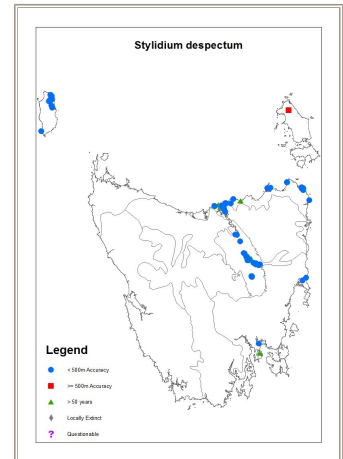 Stylidium despectum
Legend
< 500m Accuracy
>= 500m Accuracy
> 50 years
Locally Extinct
? Questionable